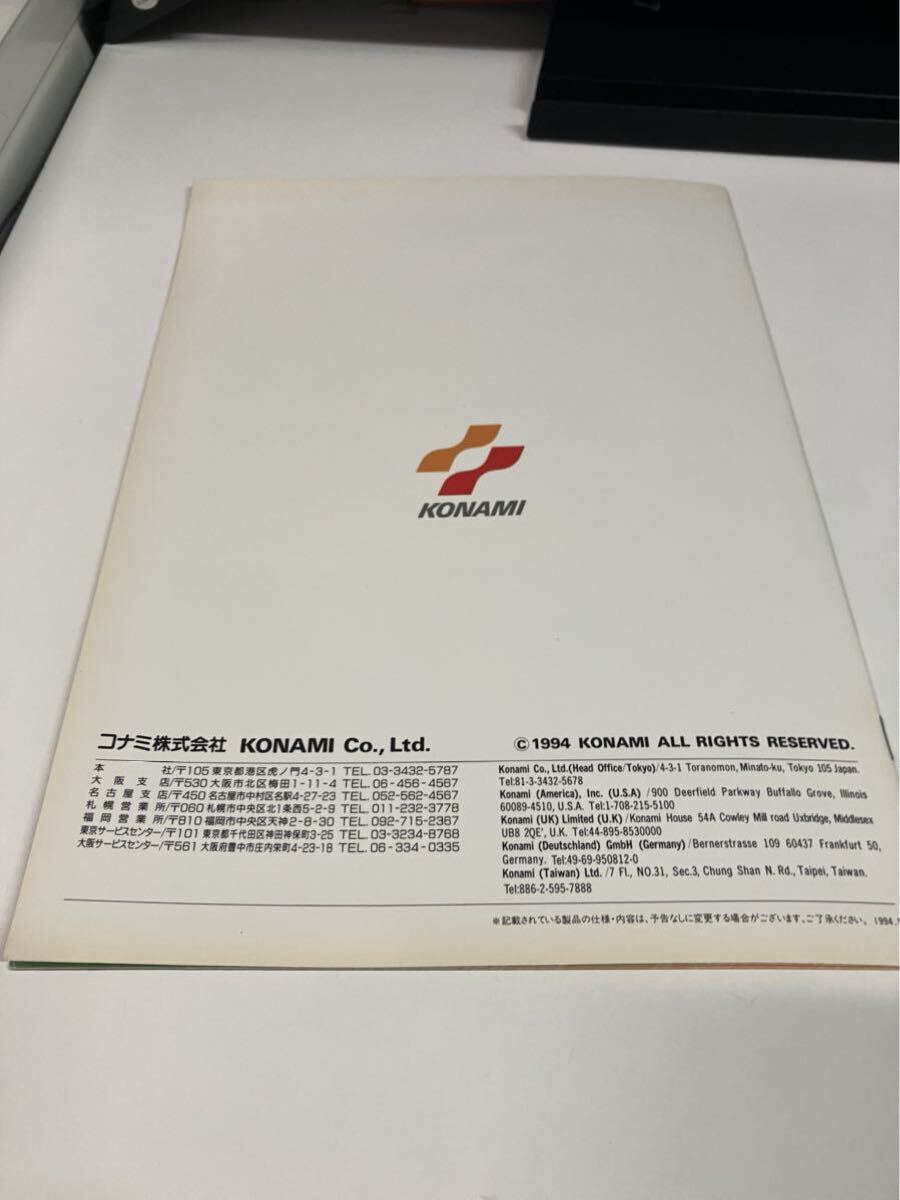 KONAMI
コナミ株式会社 KONAMI Co., Ltd.
本 社/〒105 東京都港区虎ノ門4-3-1 TEL. 03-3432-5787
大 阪 支 店/〒530 大阪市北区梅田1-11-4 TEL. 06-456-4567
名 古 屋 支 店/〒450 名古屋市中村区名駅4-27-23 TEL. 052-562-4567
札 幌 営 業 所/〒060 札幌市中央区北1条西5-2-9 TEL. 011-232-3778
福 岡 営 業 所/〒810 福岡市中央区天神2-8-30 TEL. 092-715-2367
東京サービスセンター/〒101 東京都千代田区神田神保町3-25 TEL. 03-3234-8768
大阪サービスセンター/〒561 大阪府豊中市庄内栄町4-23-18 TEL. 06-334-0335
©1994 KONAMI ALL RIGHTS RESERVED.
Konami Co., Ltd.(Head Office/Tokyo)/4-3-1 Toranomon, Minato-ku, Tokyo 105 Japan.
Tel:81-3-3432-5678
Konami (America), Inc. (U.S.A) /900 Deerfield Parkway Buffallo Grove, Illinois
60089-4510, U.S.A. Tel:1-708-215-5100
Konami (UK) Limited (U.K) /Konami House 54A Cowley Mill road Uxbridge, Middlesex
UB8 2QE', U.K. Tel:44-895-8530000
Konami (Deutschland) GmbH (Germany) /Bernerstrasse 109 60437 Frankfurt 50,
Germany. Tel:49-69-950812-0
Konami (Taiwan) Ltd. /7 Fl., NO.31, Sec.3, Chung Shan N. Rd., Taipei, Taiwan.
Tel:886-2-595-7888
※記載されている製品の仕様・内容は、予告なしに変更する場合がございます。ご了承ください。 1994.